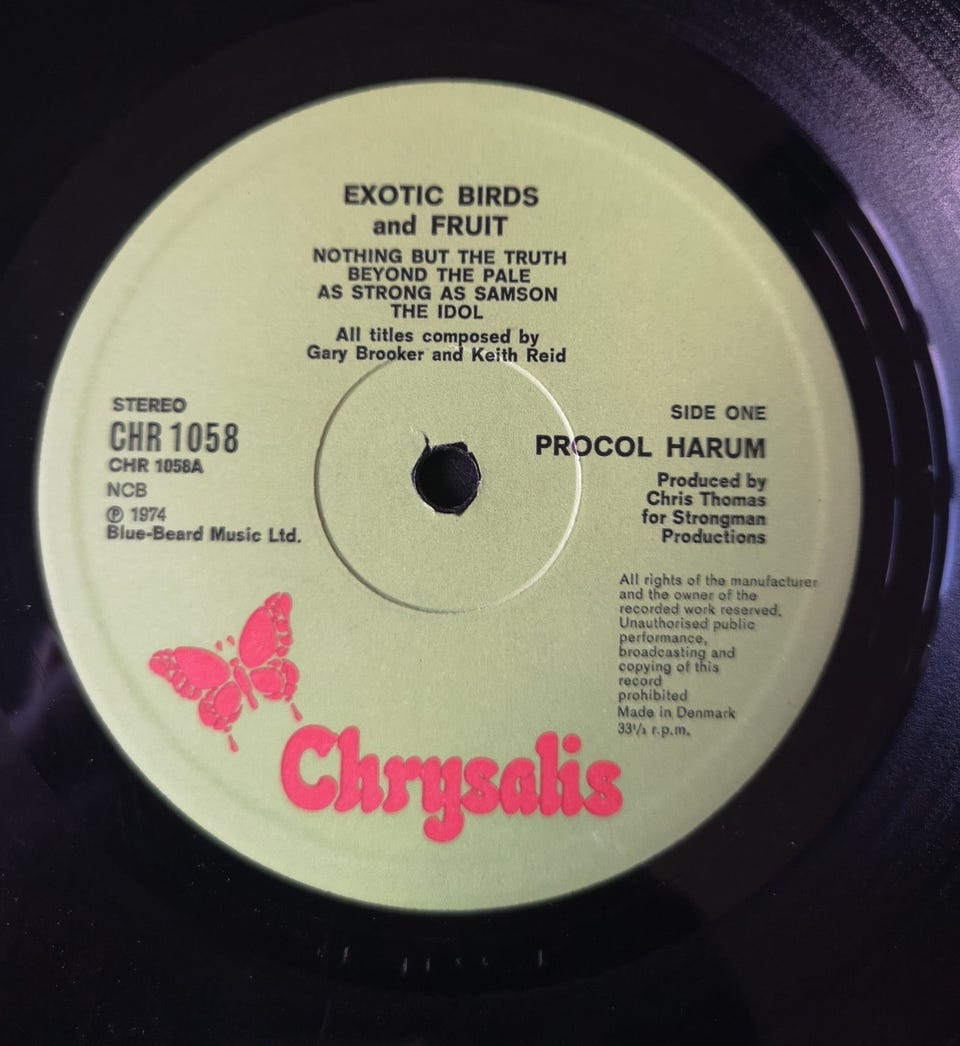 EXOTIC BIRDS
and FRUIT
NOTHING BUT THE TRUTH
BEYOND THE PALE
AS STRONG AS SAMSON
THE IDOL
All titles composed by
Gary Brooker and Keith Reid
STEREO
CHR 1058
CHR 1058A
NCB
℗ 1974
Blue-Beard Music Ltd.
SIDE ONE
PROCOL HARUM
Produced by
Chris Thomas
for Strongman
Productions
All rights of the manufacturer
and the owner of the
recorded work reserved.
Unauthorised public
performance,
broadcasting and
copying of this
record
prohibited
Made in Denmark
33⅓ r.p.m.
Chrysalis